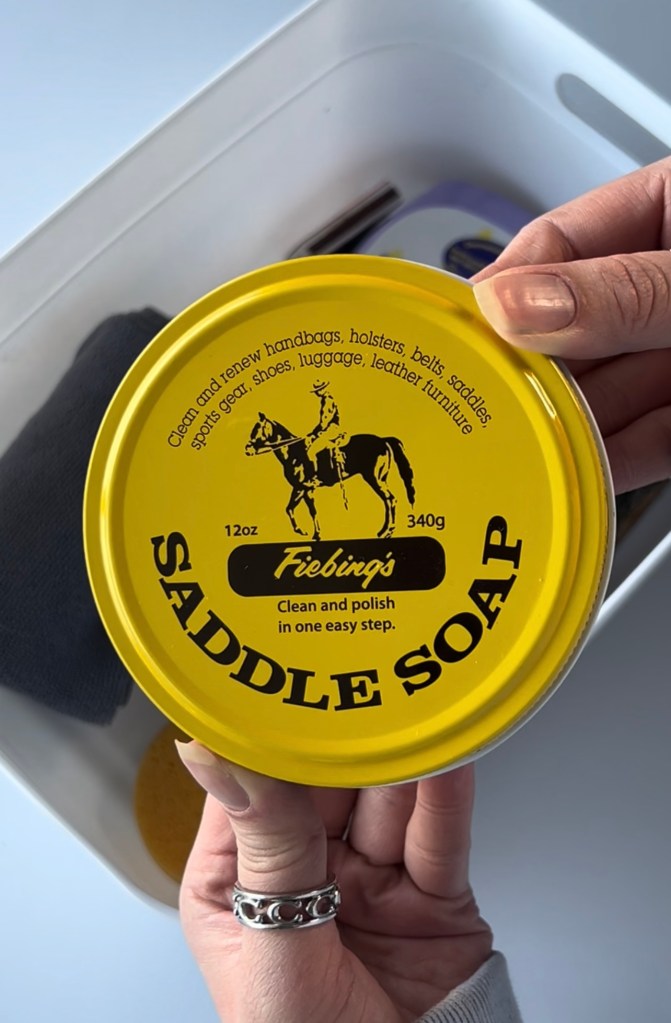 Clean and renew handbags, holsters, belts, saddles,
sports gear, shoes, luggage, leather furniture
12oz 340g
Fiebing's
Clean and polish
in one easy step.
SADDLE SOAP